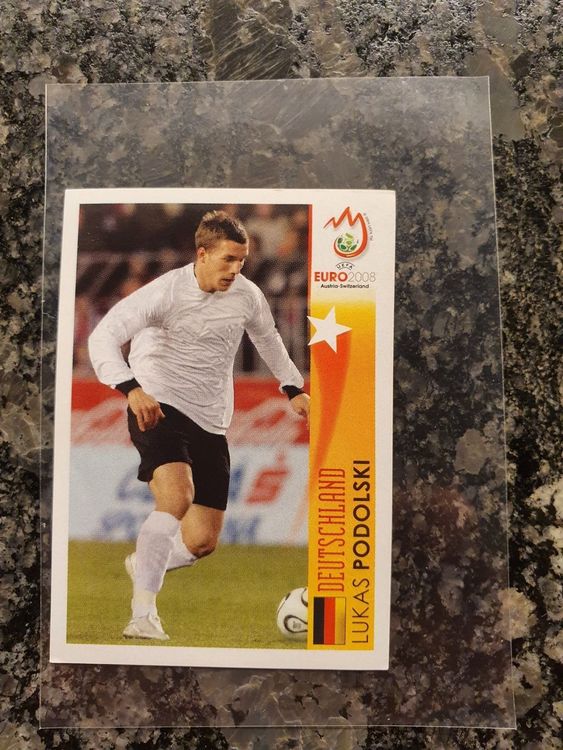 UEFA
EURO2008
Austria-Switzerland
DEUTSCHLAND
LUKAS PODOLSKI